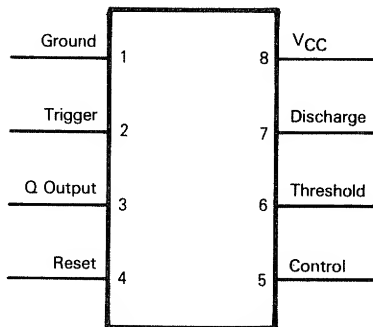 Ground 1 8 VCC
Trigger 2 7 Discharge
Q Output 3 6 Threshold
Reset 4 5 Control